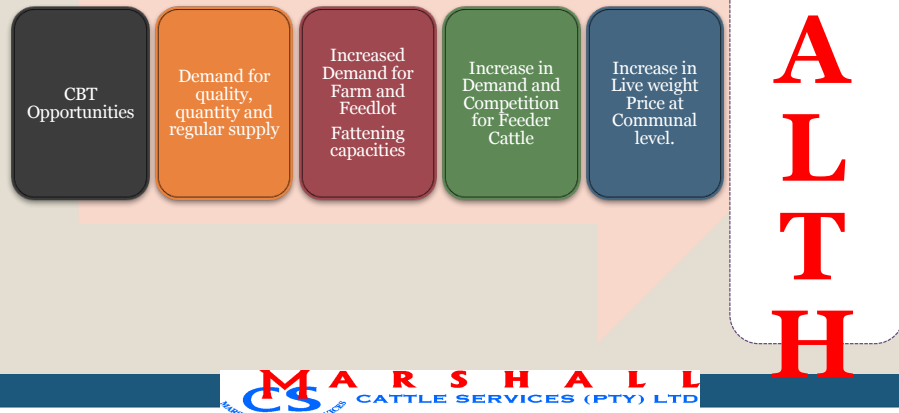 CBT
Opportunities
Demand for
quality,
quantity and
regular supply
Increased
Demand for
Farm and
Feedlot
Fattening
capacities
Increase in
Demand and
Competition
for Feeder
Cattle
Increase in
Live weight
Price at
Communal
level.
A
L
T
H
MARSHALL
CS
CATTLE SERVICES (PTY) LTD